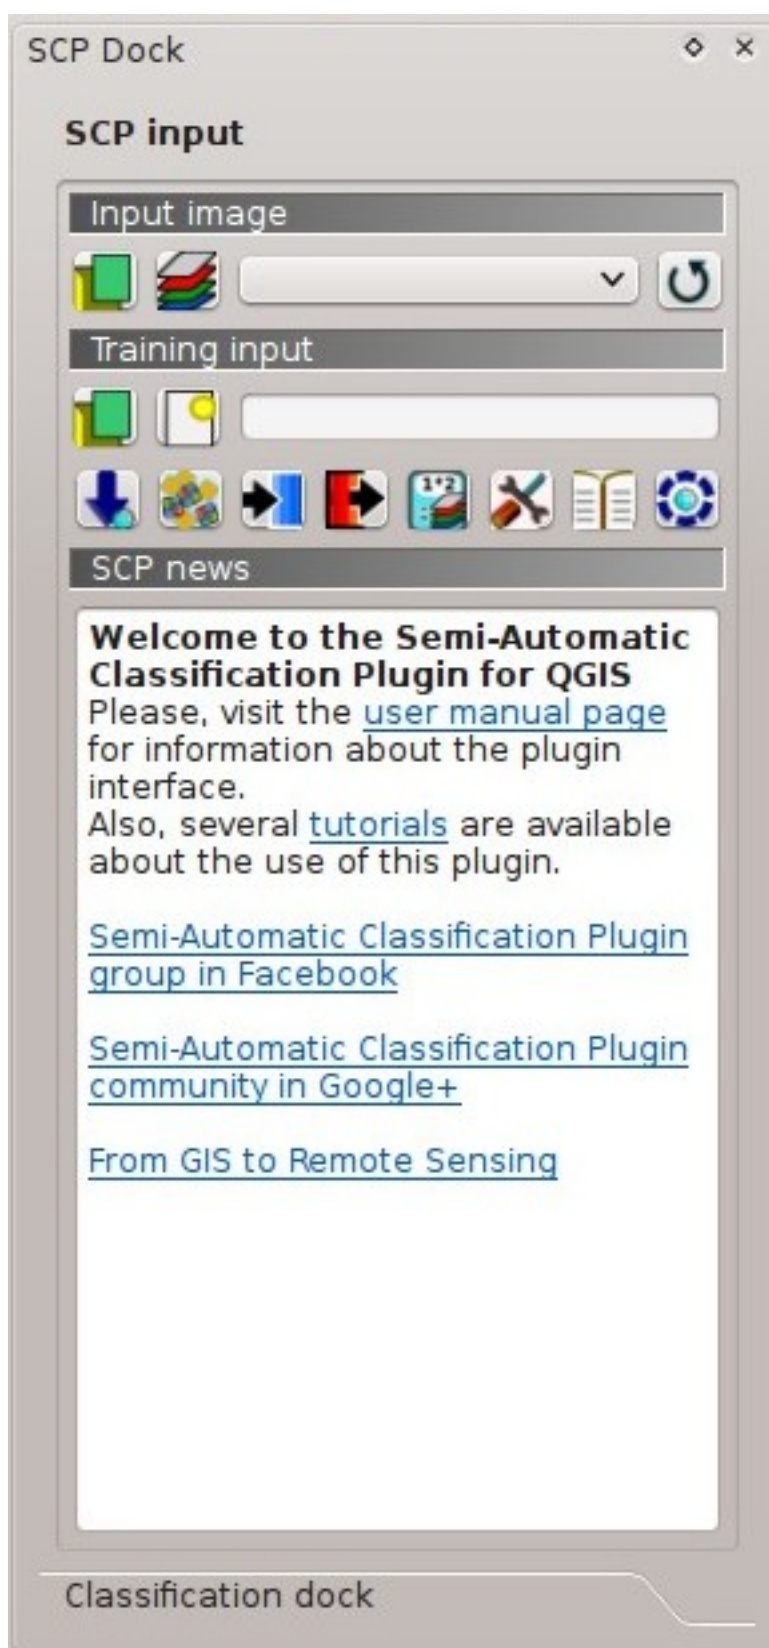 SCP Dock
SCP input
Input image
Training input
1*2
SCP news
Welcome to the Semi-Automatic
Classification Plugin for QGIS
Please, visit the user manual page
for information about the plugin
interface.
Also, several tutorials are available
about the use of this plugin.
Semi-Automatic Classification Plugin
group in Facebook
Semi-Automatic Classification Plugin
community in Google+
From GIS to Remote Sensing
Classification dock